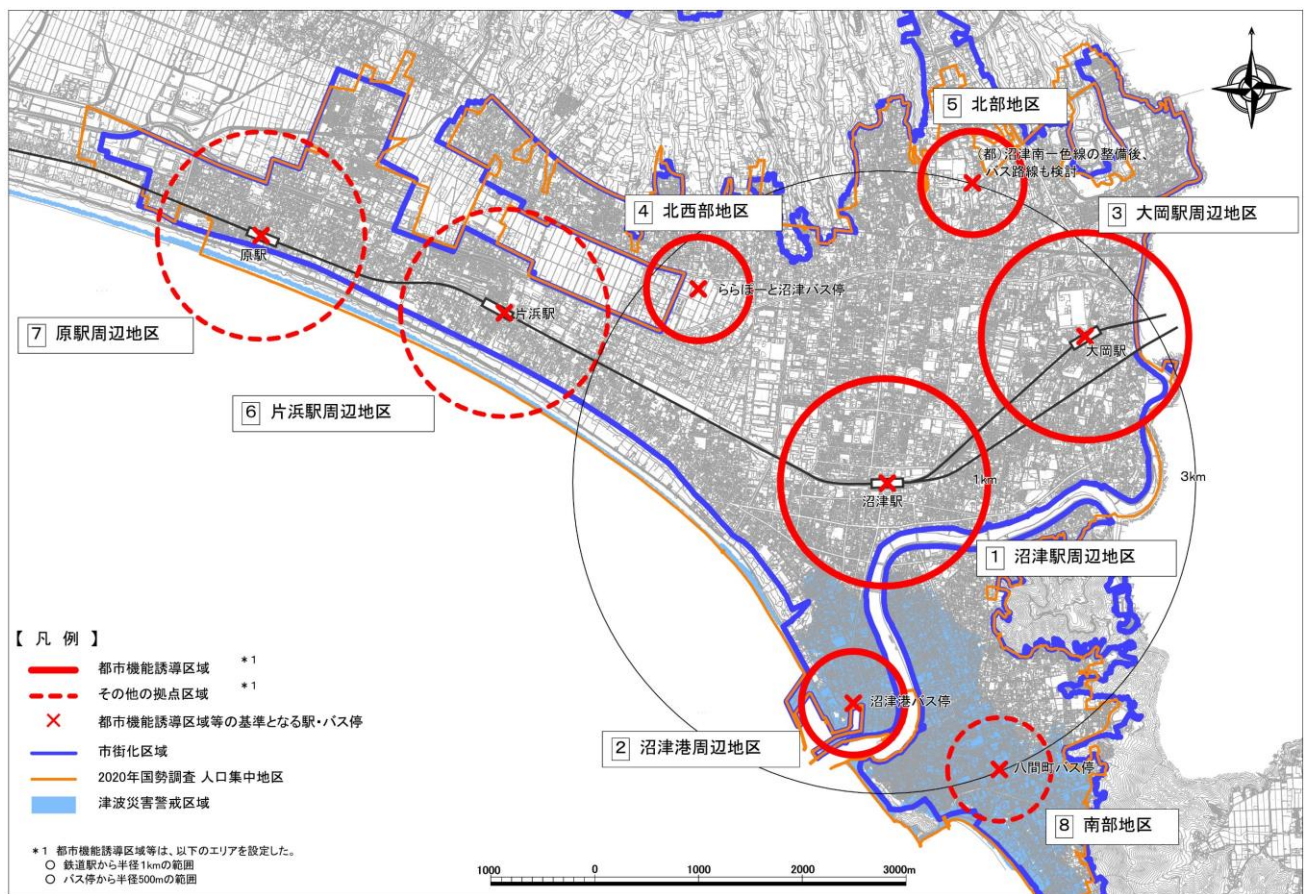 5 北部地区
(都)沼津南一色線の整備後、
バス路線も検討
3 大岡駅周辺地区
4 北西部地区
ららぽーと沼津バス停
原駅
片浜駅
大岡駅
7 原駅周辺地区
6 片浜駅周辺地区
沼津駅
1km
3km
1 沼津駅周辺地区
沼津港バス停
2 沼津港周辺地区
八間町バス停
8 南部地区
【 凡 例 】
都市機能誘導区域 *1
その他の拠点区域 *1
都市機能誘導区域等の基準となる駅・バス停
市街化区域
2020年国勢調査 人口集中地区
津波災害警戒区域
*1 都市機能誘導区域等は、以下のエリアを設定した。
○ 鉄道駅から半径1kmの範囲
○ バス停から半径500mの範囲
1000 0 1000 2000 3000m